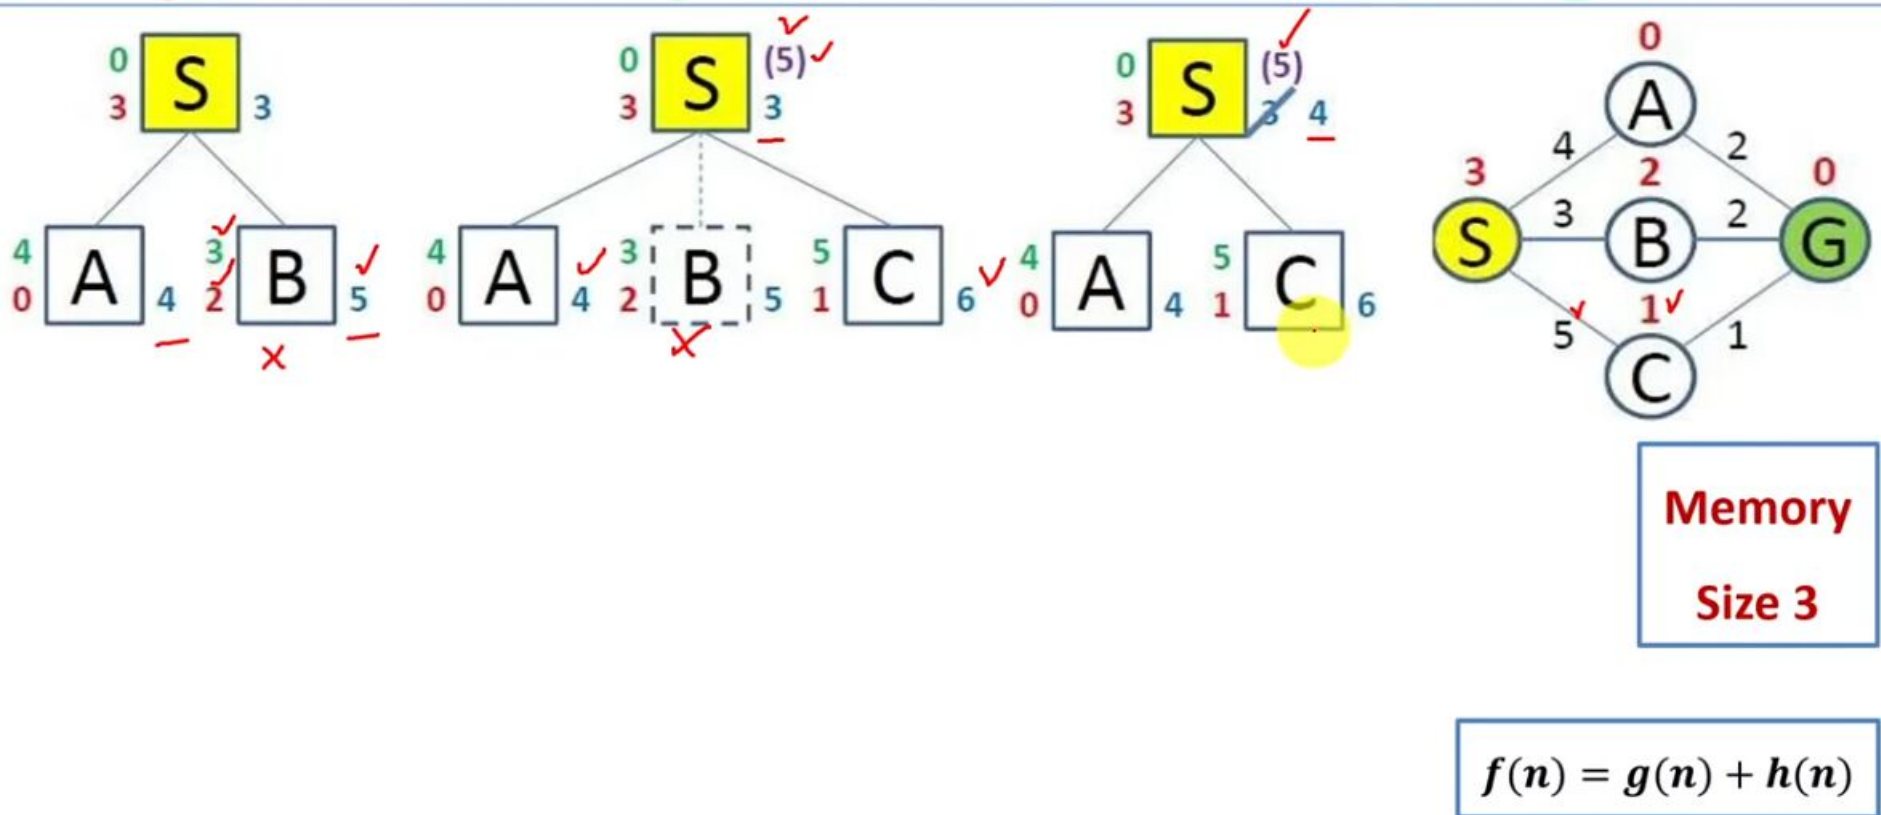 0 S
3 3
4 A 3 B
0 4 2 5
0 S (5)
3 3
4 A 3 B 5 C
0 4 2 5 1 6
0 S (5)
3 3 4
4 A 5 C
0 4 1 6
0
A
4 2
3 2 0
S 3 B 2 G
1
5 1
C
Memory
Size 3
f(n) = g(n) + h(n)